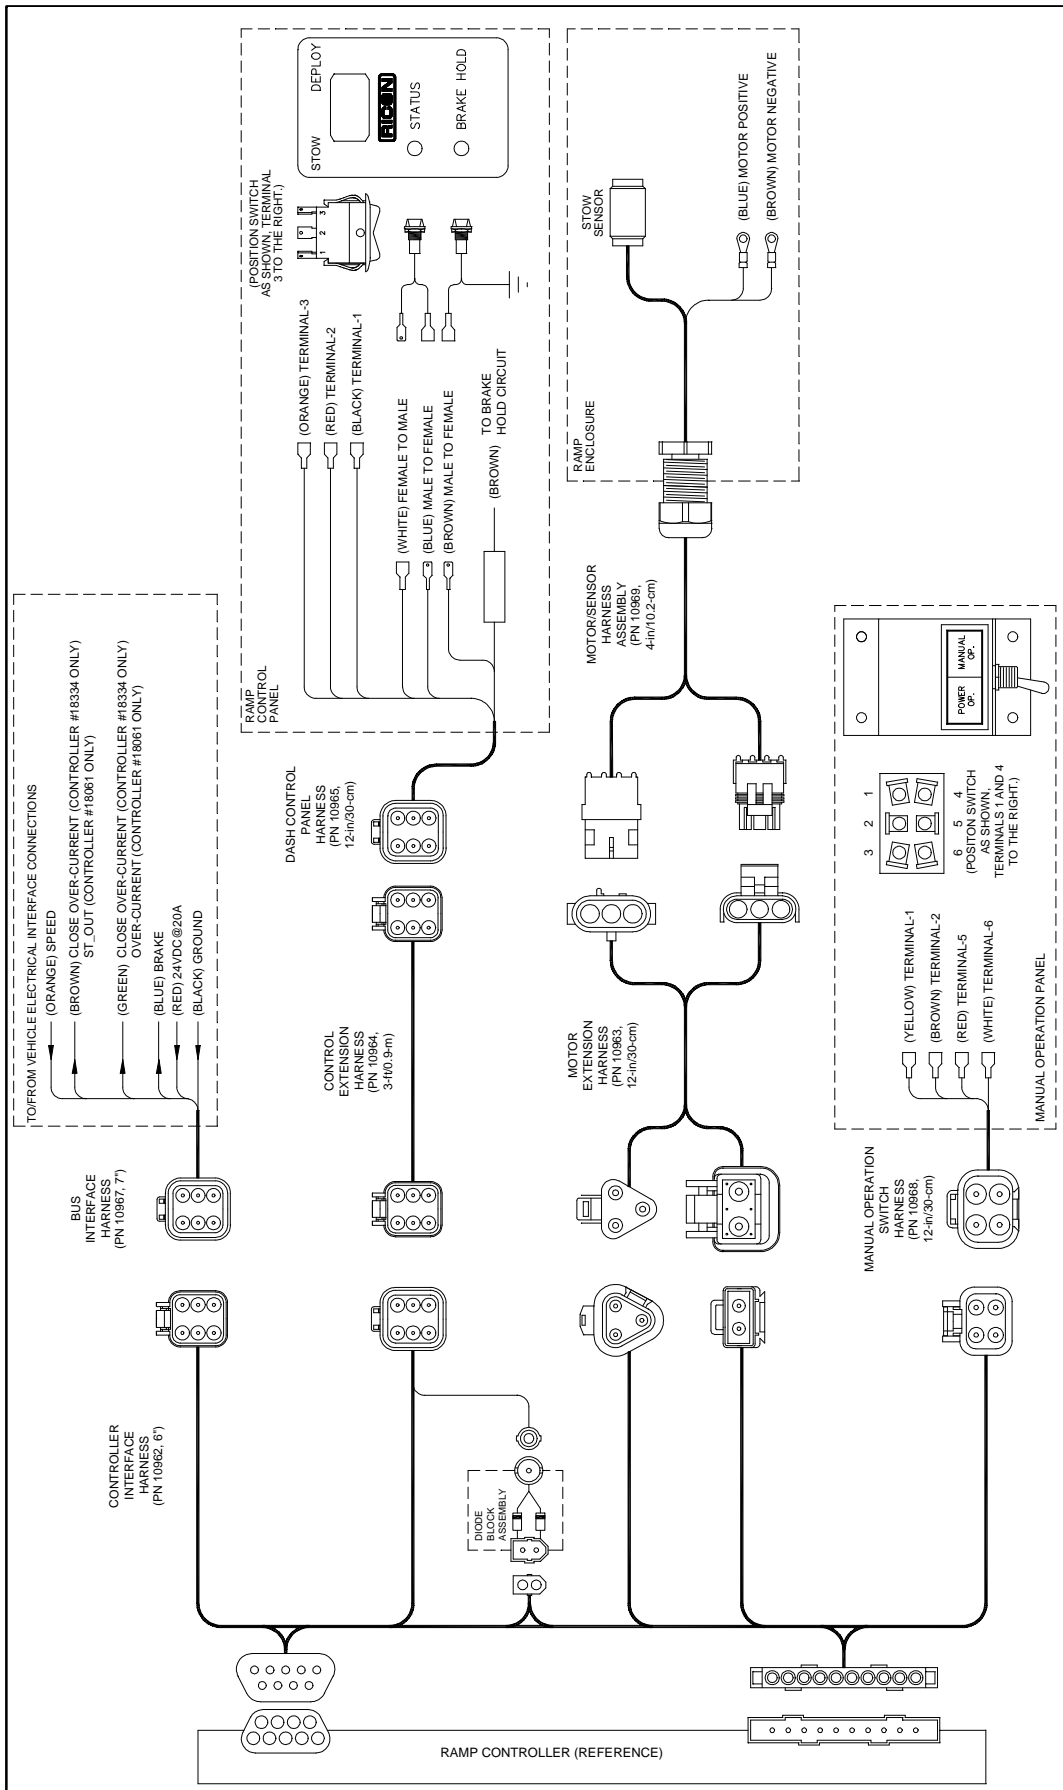 TO/FROM VEHICLE ELECTRICAL INTERFACE CONNECTIONS
(ORANGE) SPEED
(BROWN) CLOSE OVER-CURRENT (CONTROLLER #18334 ONLY)
ST_OUT (CONTROLLER #18061 ONLY)
(GREEN) CLOSE OVER-CURRENT (CONTROLLER #18334 ONLY)
OVER-CURRENT (CONTROLLER #18061 ONLY)
(BLUE) BRAKE
(RED) 24VDC@20A
(BLACK) GROUND
BUS
INTERFACE
HARNESS
(PN 10967, 7")
CONTROLLER
INTERFACE
HARNESS
(PN 10962, 6")
RAMP
CONTROL
PANEL
STOW
DEPLOY
RICON
STATUS
BRAKE HOLD
(POSITION SWITCH
AS SHOWN, TERMINAL
3 TO THE RIGHT.)
1
2
3
(ORANGE) TERMINAL-3
(RED) TERMINAL-2
(BLACK) TERMINAL-1
(WHITE) FEMALE TO MALE
(BLUE) MALE TO FEMALE
(BROWN) MALE TO FEMALE
(BROWN)
TO BRAKE
HOLD CIRCUIT
-
DASH CONTROL
PANEL
HARNESS
(PN 10965,
12-in/30-cm)
CONTROL
EXTENSION
HARNESS
(PN 10964,
3-ft/0.9-m)
DIODE
BLOCK
ASSEMBLY
RAMP
ENCLOSURE
STOW
SENSOR
(BLUE) MOTOR POSITIVE
(BROWN) MOTOR NEGATIVE
MOTOR/SENSOR
HARNESS
ASSEMBLY
(PN 10969,
4-in/10.2-cm)
MOTOR
EXTENSION
HARNESS
(PN 10963,
12-in/30-cm)
MANUAL OPERATION PANEL
POWER
OP.
MANUAL
OP.
3 2 1
6 5 4
(POSITON SWITCH
AS SHOWN,
TERMINALS 1 AND 4
TO THE RIGHT.)
(YELLOW) TERMINAL-1
(BROWN) TERMINAL-2
(RED) TERMINAL-5
(WHITE) TERMINAL-6
MANUAL OPERATION
SWITCH
HARNESS
(PN 10968,
12-in/30-cm)
RAMP CONTROLLER (REFERENCE)